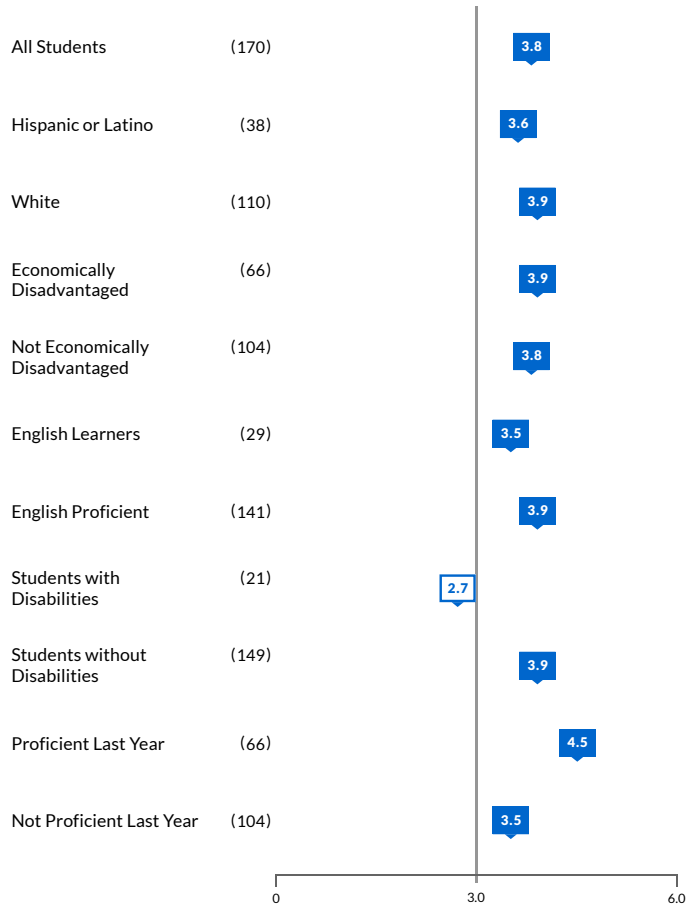 All Students (170) 3.8
Hispanic or Latino (38) 3.6
White (110) 3.9
Economically (66)
Disadvantaged 3.9
Not Economically (104)
Disadvantaged 3.8
English Learners (29) 3.5
English Proficient (141) 3.9
Students with (21)
Disabilities 2.7
Students without (149)
Disabilities 3.9
Proficient Last Year (66) 4.5
Not Proficient Last Year (104) 3.5
0 3.0 6.0